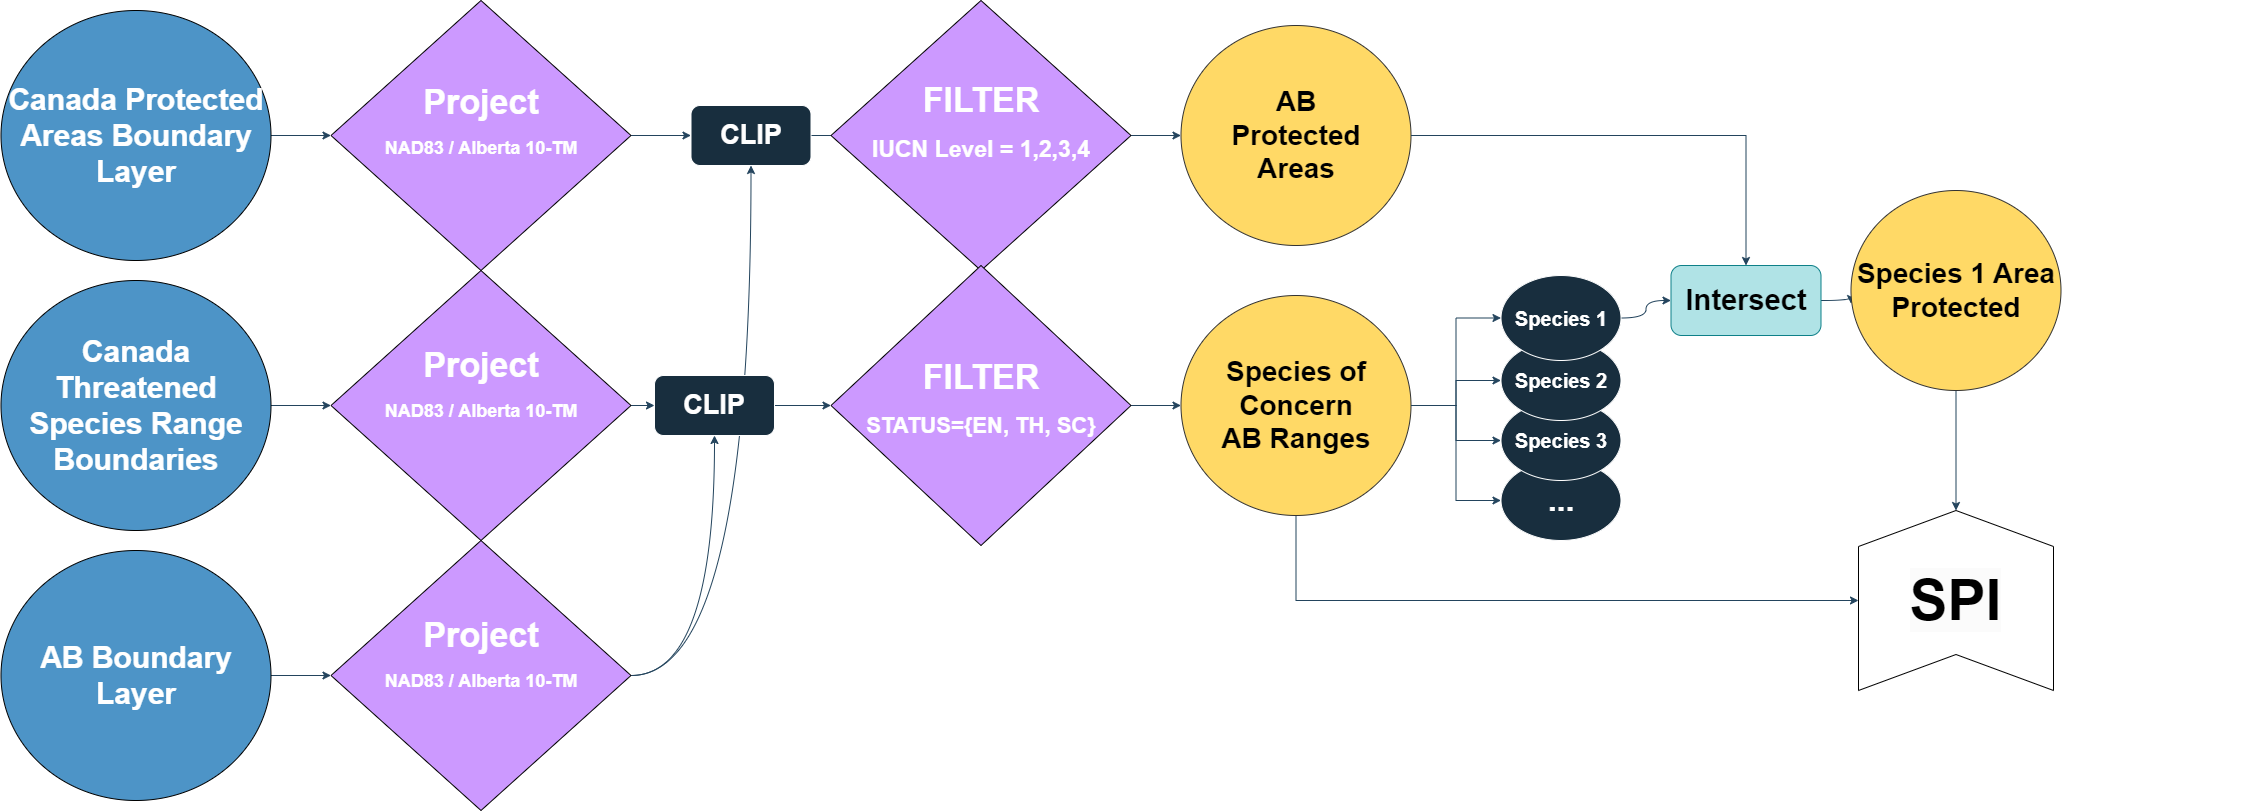 Canada Protected
Areas Boundary
Layer
Project
NAD83 / Alberta 10-TM
CLIP
FILTER
IUCN Level = 1,2,3,4
AB
Protected
Areas
Canada
Threatened
Species Range
Boundaries
Project
NAD83 / Alberta 10-TM
CLIP
FILTER
STATUS={EN, TH, SC}
Species of
Concern
AB Ranges
Species 1
Species 2
Species 3
...
Intersect
Species 1 Area
Protected
AB Boundary
Layer
Project
NAD83 / Alberta 10-TM
SPI